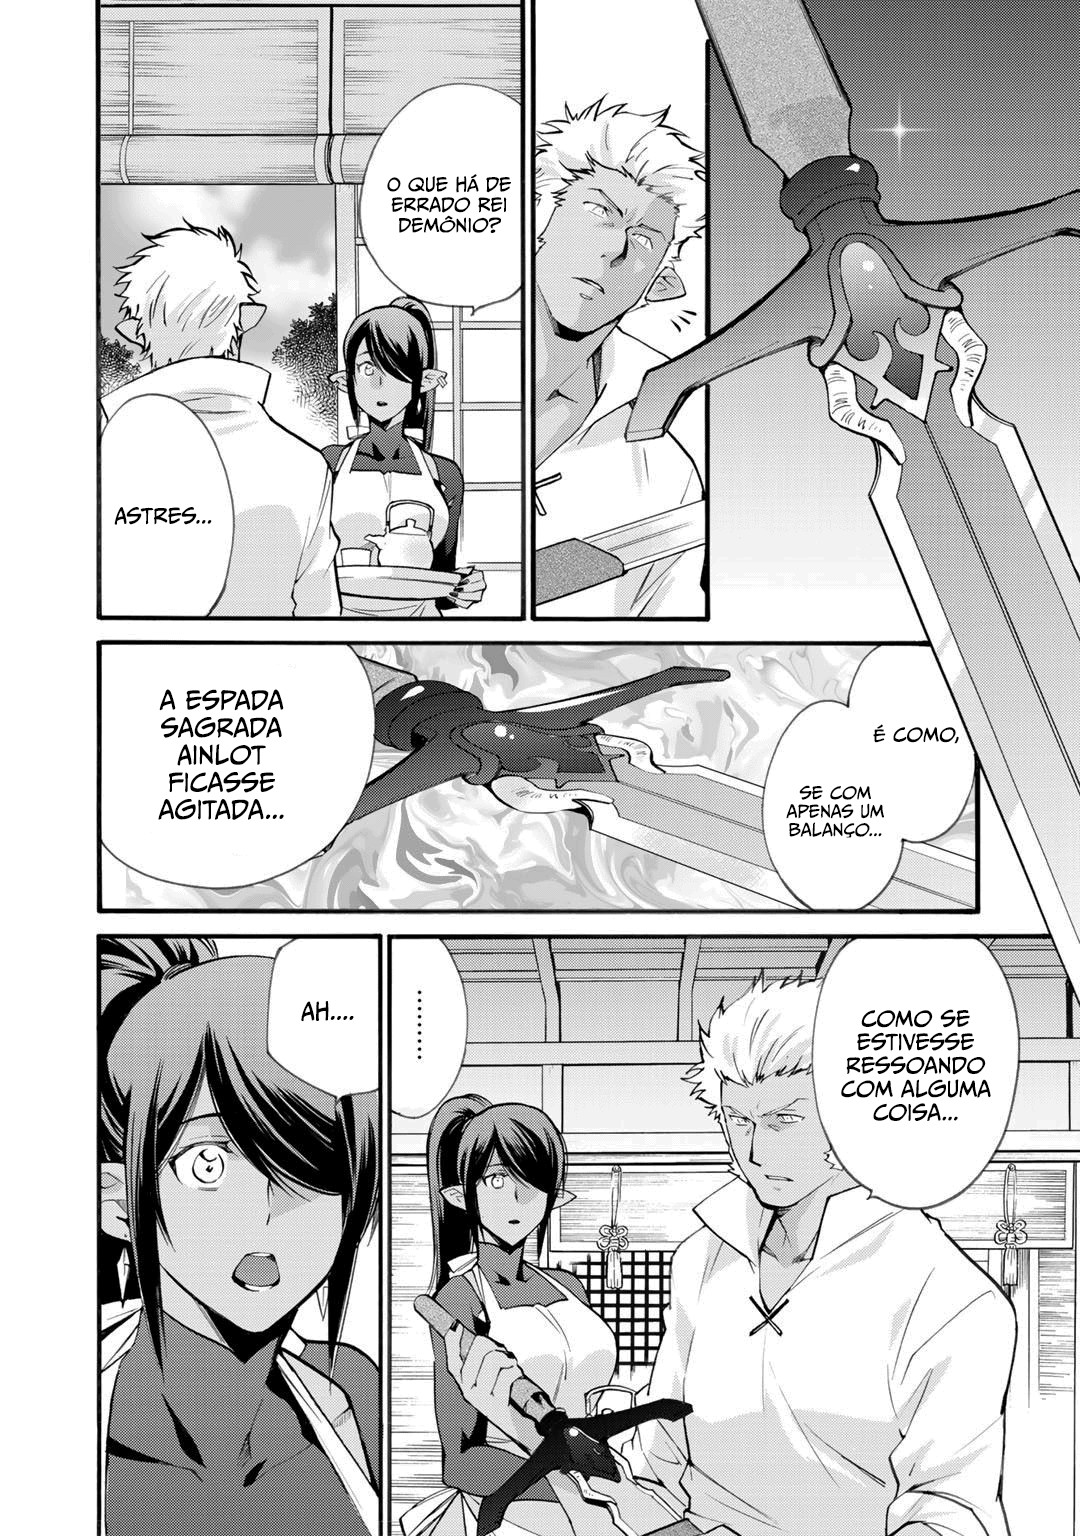 O QUE HÁ DE
ERRADO REI
DEMÔNIO?
ASTRES...
É COMO,
SE COM
APENAS UM
BALANÇO...
A ESPADA
SAGRADA
AINLOT
FICASSE
AGITADA...
COMO SE
ESTIVESSE
RESSOANDO
COM ALGUMA
COISA...
.........
AH....